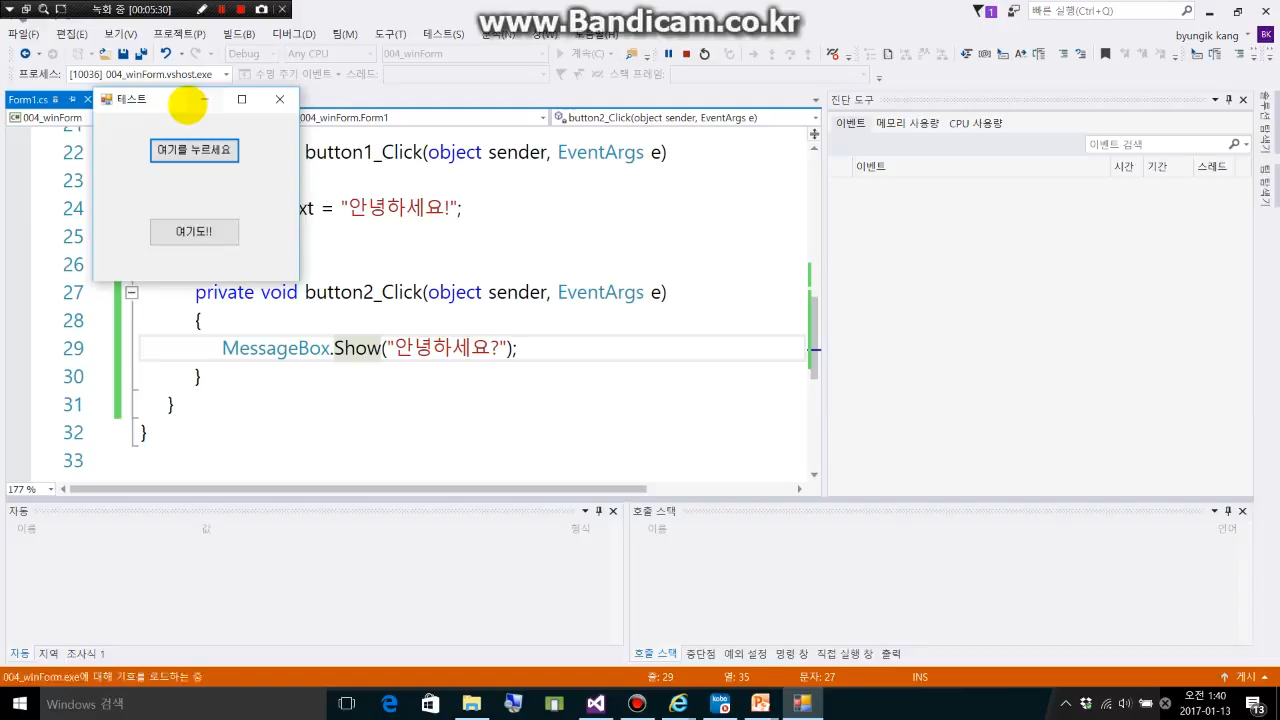 녹화 중 [00:05:30]
www.Bandicam.co.kr
1
빠른 실행(Ctrl+Q)
파일(F) 편집(E) 보기(V) 프로젝트(P) 빌드(B) 디버그(D) 팀(M) 도구(T) 테스트(S)
byungik kang BK
Debug Any CPU 004_winForm 계속(C)
프로세스: [10036] 004_winForm.vshost.exe 수명 주기 이벤트 스레드: 스택 프레임:
Form1.cs
테스트
진단 도구
004_winForm
004_winForm.Form1
button2_Click(object sender, EventArgs e)
이벤트 메모리 사용량 CPU 사용량
이벤트 검색
이벤트 시간 기간 스레드
여기를 누르세요
여기도!!
22 button1_Click(object sender, EventArgs e)
23
24 xt = "안녕하세요!";
25
26
27 private void button2_Click(object sender, EventArgs e)
28 {
29 MessageBox.Show("안녕하세요?");
30 }
31 }
32 }
33
177 %
자동
이름 값 형식
호출 스택
이름 언어
자동 지역 조사식 1
호출 스택 중단점 예외 설정 명령 창 직접 실행 창 출력
004_winForm.exe에 대해 기호를 로드하는 중 줄: 29 열: 35 문자: 27 INS 게시
Windows 검색
오전 1:40
2017-01-13
13